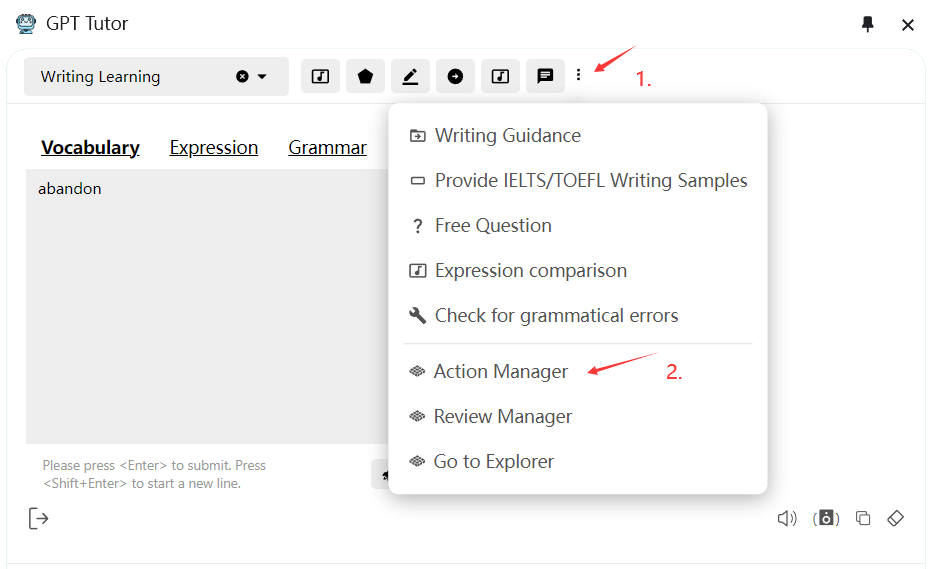 GPT Tutor
Writing Learning
1.
Vocabulary Expression Grammar
abandon
Writing Guidance
Provide IELTS/TOEFL Writing Samples
? Free Question
Expression comparison
Check for grammatical errors
Action Manager
2.
Review Manager
Go to Explorer
Please press <Enter> to submit. Press
<Shift+Enter> to start a new line.